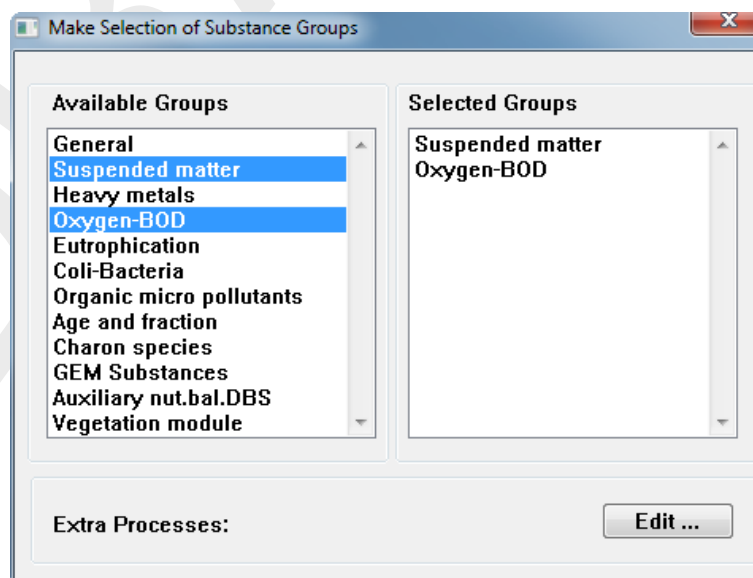 Make Selection of Substance Groups
X
Available Groups
General
Suspended matter
Heavy metals
Oxygen-BOD
Eutrophication
Coli-Bacteria
Organic micro pollutants
Age and fraction
Charon species
GEM Substances
Auxiliary nut.bal.DBS
Vegetation module
Selected Groups
Suspended matter
Oxygen-BOD
Extra Processes:
Edit ...